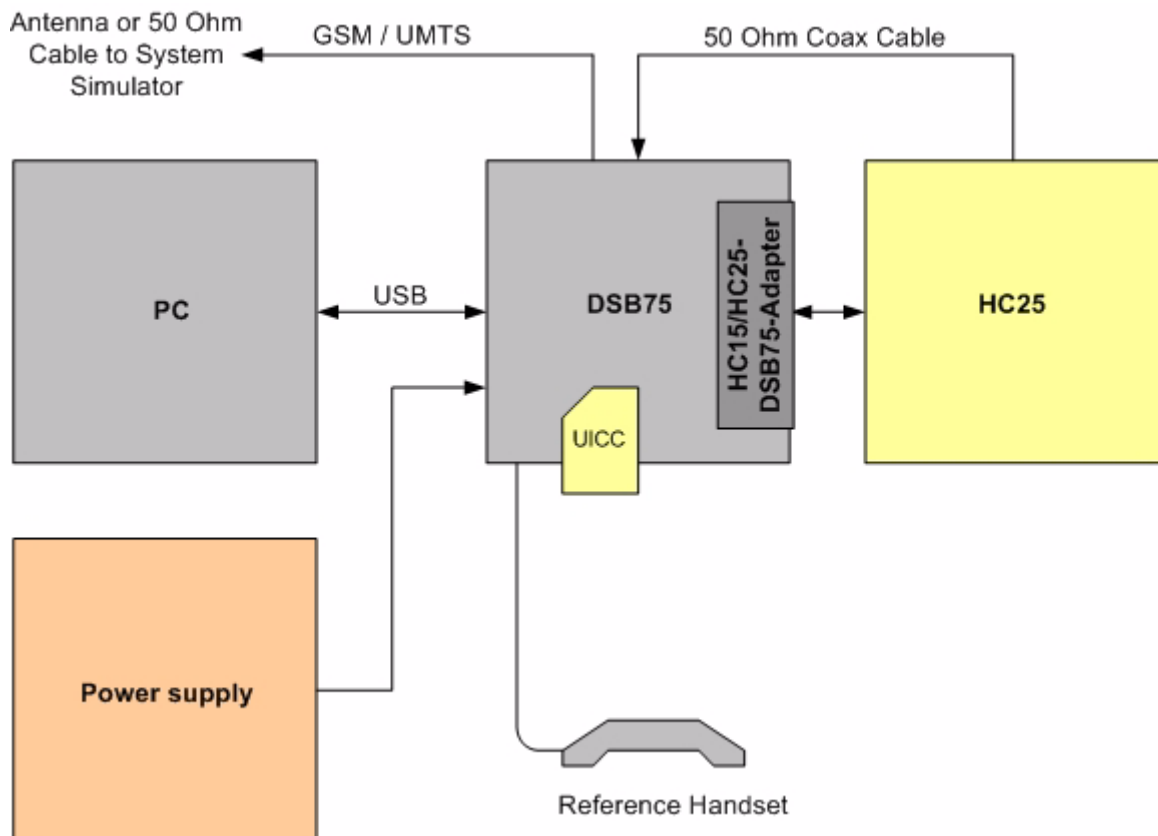 Antenna or 50 Ohm
Cable to System
Simulator
GSM / UMTS
50 Ohm Coax Cable
PC
USB
DSB75
HC15/HC25-
DSB75-Adapter
HC25
UICC
Power supply
Reference Handset